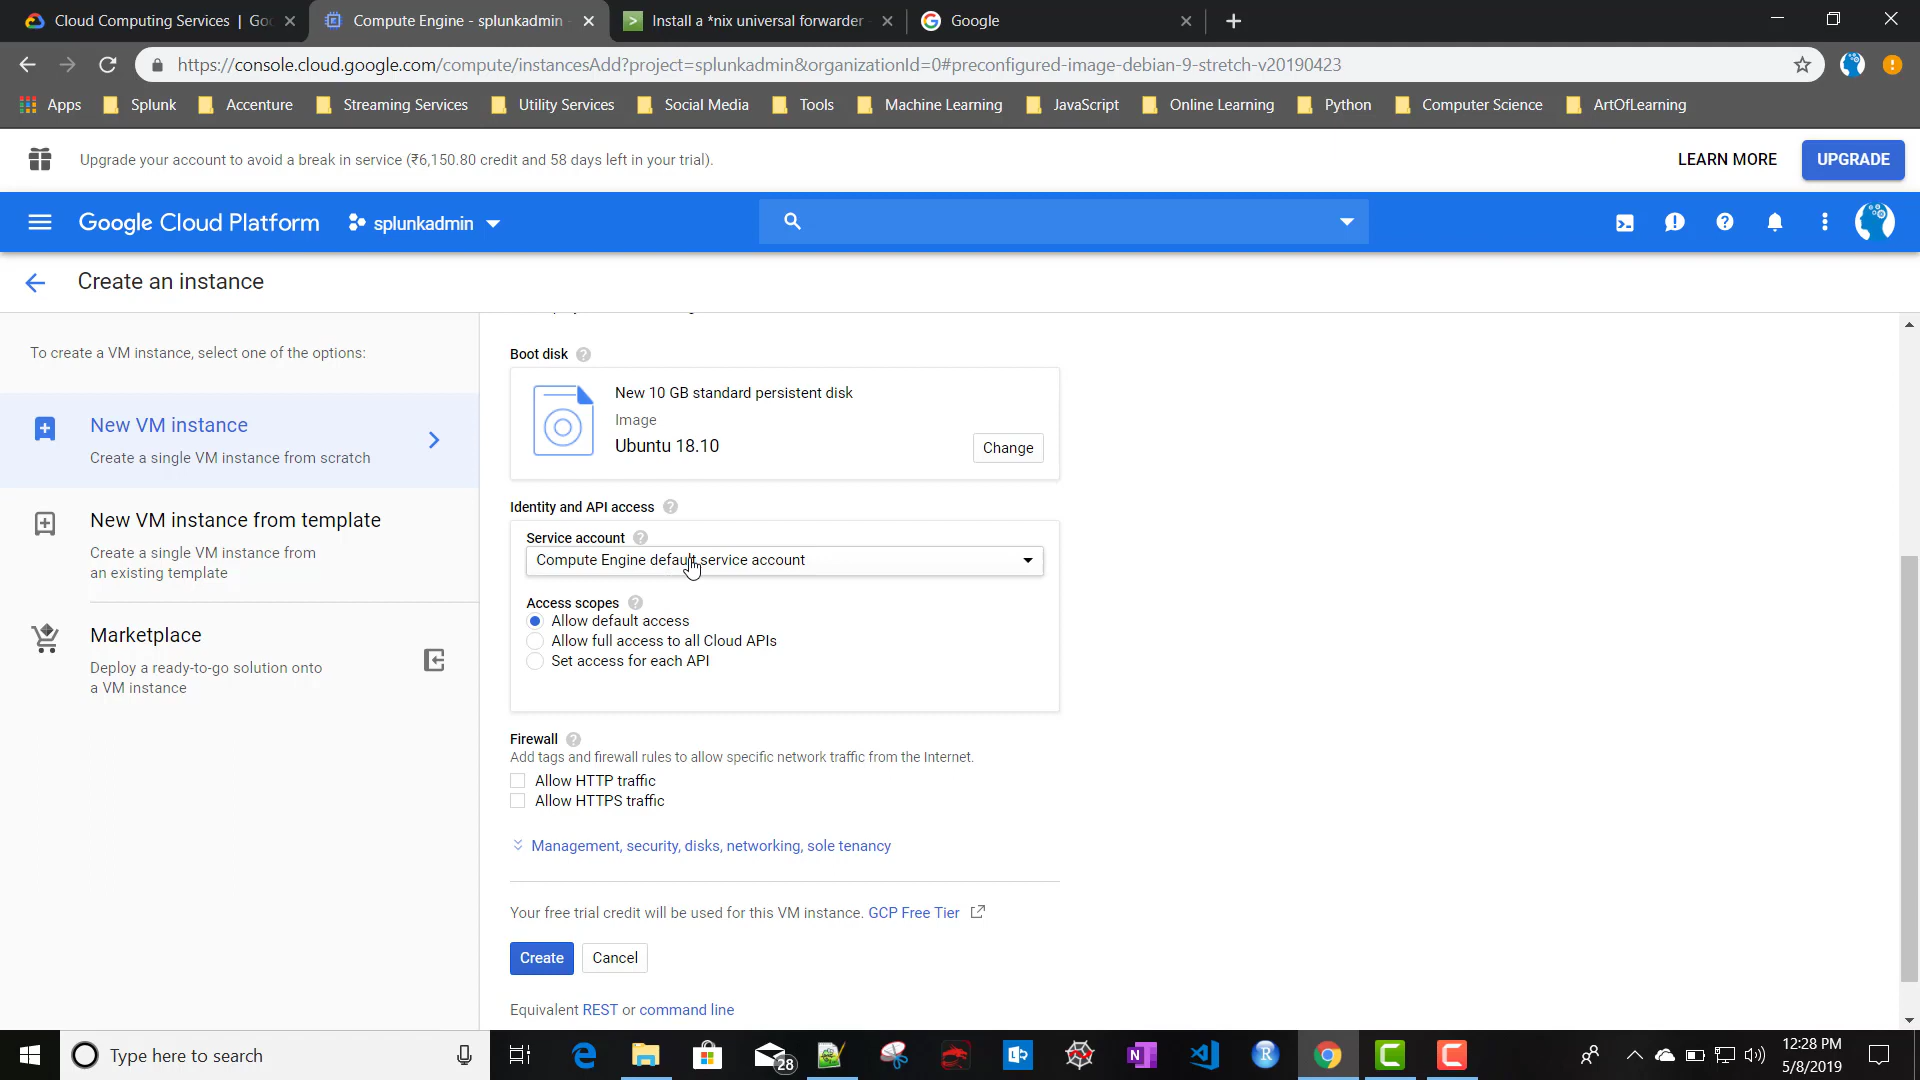 Cloud Computing Services | Goo
Compute Engine - splunkadmin
Install a *nix universal forwarder
Google
https://console.cloud.google.com/compute/instancesAdd?project=splunkadmin&organizationId=0#preconfigured-image-debian-9-stretch-v20190423
Apps
Splunk
Accenture
Streaming Services
Utility Services
Social Media
Tools
Machine Learning
JavaScript
Online Learning
Python
Computer Science
ArtOfLearning
Upgrade your account to avoid a break in service (₹6,150.80 credit and 58 days left in your trial).
LEARN MORE
UPGRADE
Google Cloud Platform
splunkadmin
Create an instance
To create a VM instance, select one of the options:
New VM instance
Create a single VM instance from scratch
New VM instance from template
Create a single VM instance from
an existing template
Marketplace
Deploy a ready-to-go solution onto
a VM instance
Boot disk
New 10 GB standard persistent disk
Image
Ubuntu 18.10
Change
Identity and API access
Service account
Compute Engine default service account
Access scopes
Allow default access
Allow full access to all Cloud APIs
Set access for each API
Firewall
Add tags and firewall rules to allow specific network traffic from the Internet.
Allow HTTP traffic
Allow HTTPS traffic
Management, security, disks, networking, sole tenancy
Your free trial credit will be used for this VM instance. GCP Free Tier
Create
Cancel
Equivalent REST or command line
Type here to search
28
12:28 PM
5/8/2019